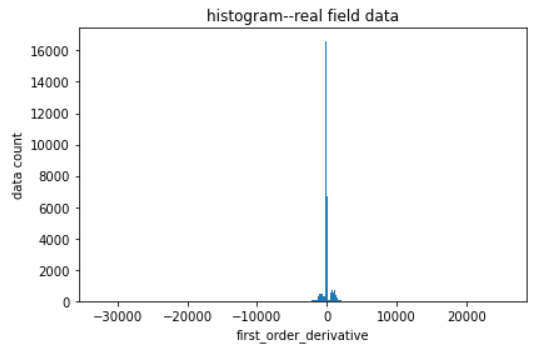 histogram--real field data
16000
14000
12000
10000
8000
6000
4000
2000
0
data count
−30000 −20000 −10000 0 10000 20000
first_order_derivative